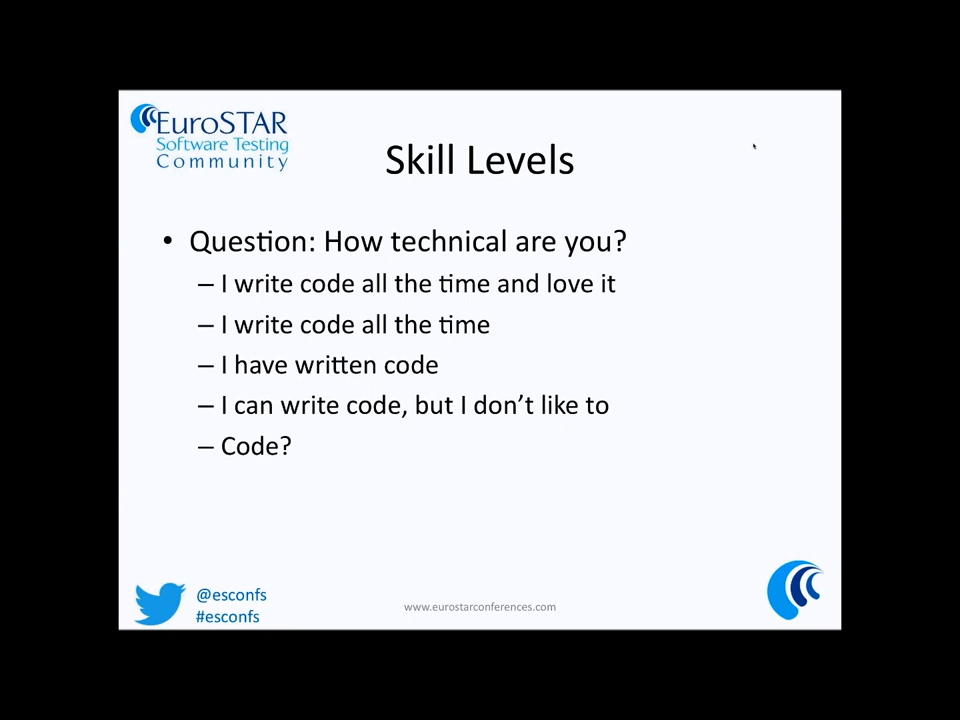 EuroSTAR
Software Testing
Community
Skill Levels
• Question: How technical are you?
– I write code all the time and love it
– I write code all the time
– I have written code
– I can write code, but I don’t like to
– Code?
@esconfs
#esconfs
www.eurostarconferences.com